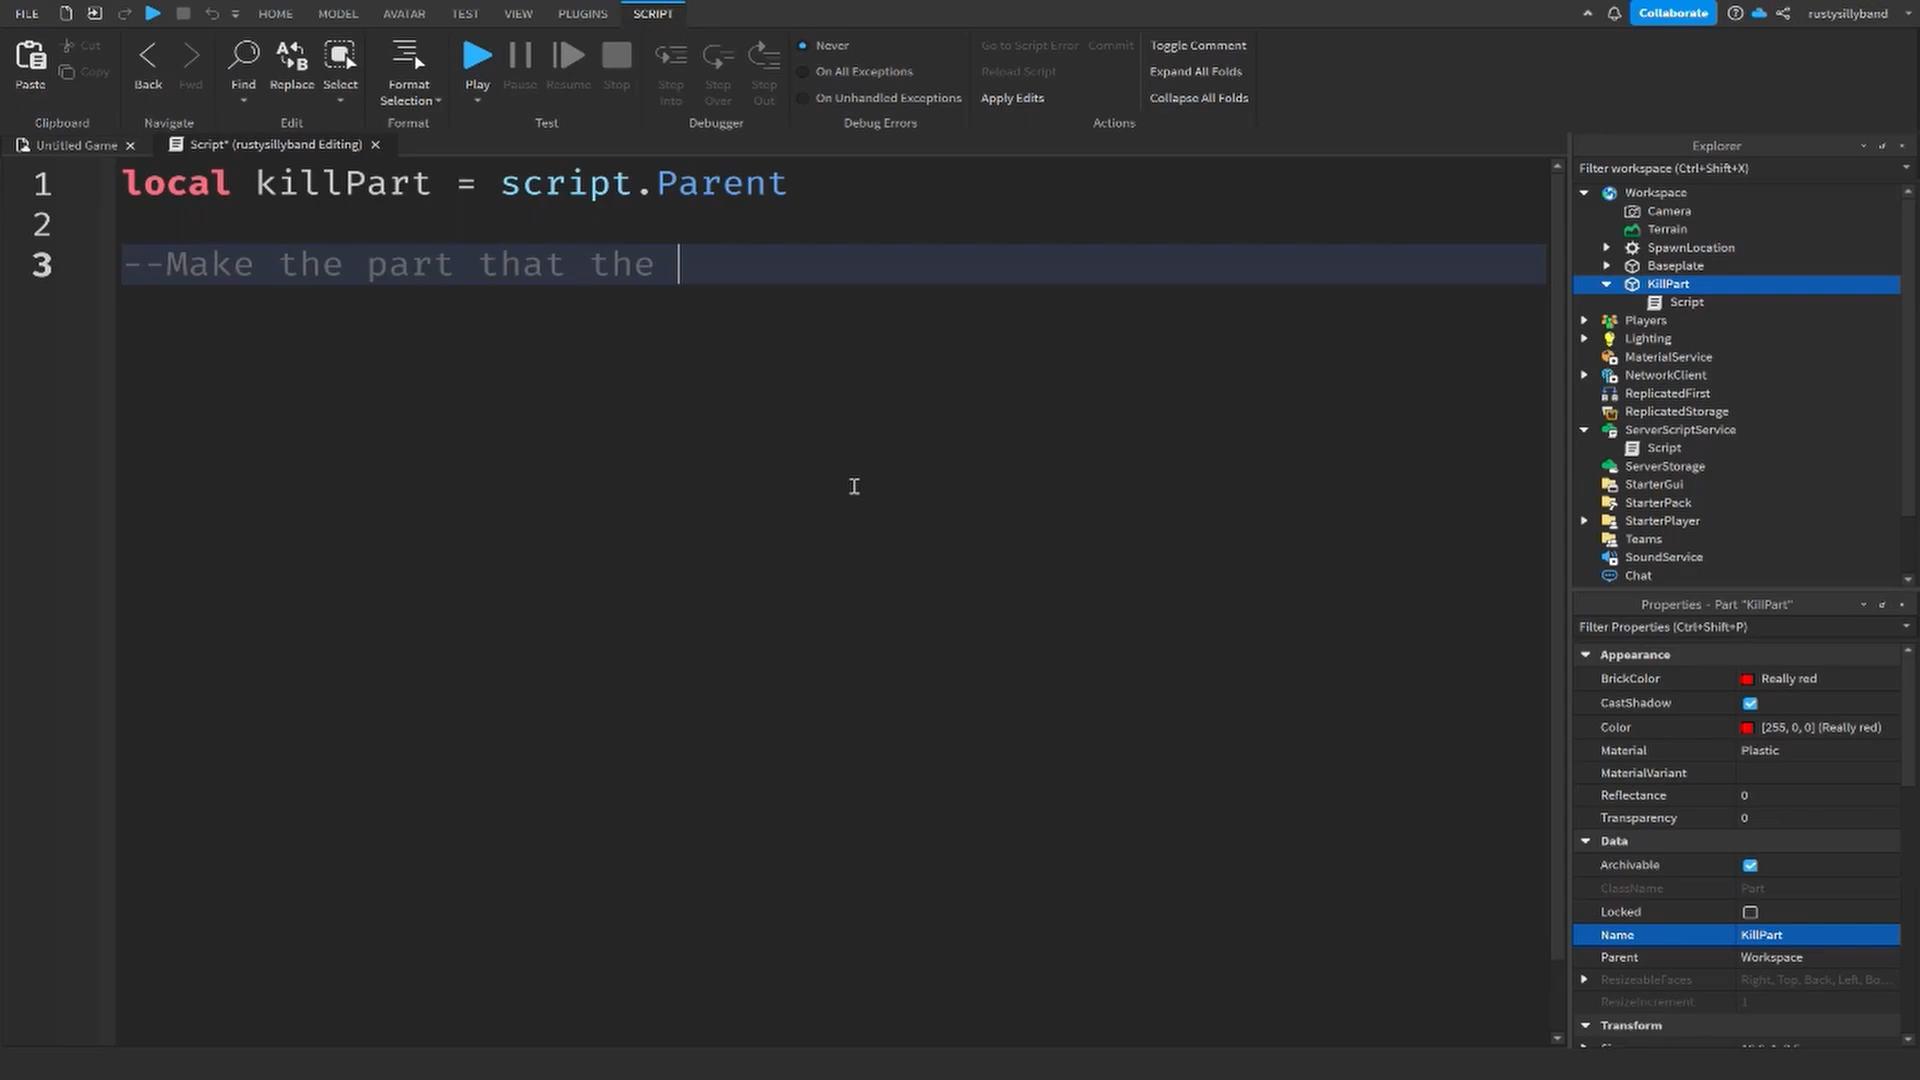 FILE HOME MODEL AVATAR TEST VIEW PLUGINS SCRIPT Collaborate rustysillyband
Paste Cut Copy Back Fwd Find Replace Select Format Selection Play Pause Resume Stop Step Into Step Over Step Out
Never
On All Exceptions
On Unhandled Exceptions
Go to Script Error Commit
Reload Script
Apply Edits
Toggle Comment
Expand All Folds
Collapse All Folds
Clipboard Navigate Edit Format Test Debugger Debug Errors Actions
Untitled Game Script* (rustysillyband Editing)
1 local killPart = script.Parent
2
3 --Make the part that the
Explorer
Filter workspace (Ctrl+Shift+X)
Workspace
Camera
Terrain
SpawnLocation
Baseplate
KillPart
Script
Players
Lighting
MaterialService
NetworkClient
ReplicatedFirst
ReplicatedStorage
ServerScriptService
Script
ServerStorage
StarterGui
StarterPack
StarterPlayer
Teams
SoundService
Chat
Properties - Part "KillPart"
Filter Properties (Ctrl+Shift+P)
Appearance
BrickColor Really red
CastShadow
Color [255, 0, 0] (Really red)
Material Plastic
MaterialVariant
Reflectance 0
Transparency 0
Data
Archivable
ClassName Part
Locked
Name KillPart
Parent Workspace
ResizeableFaces Right, Top, Back, Left, Bo...
ResizeIncrement 1
Transform